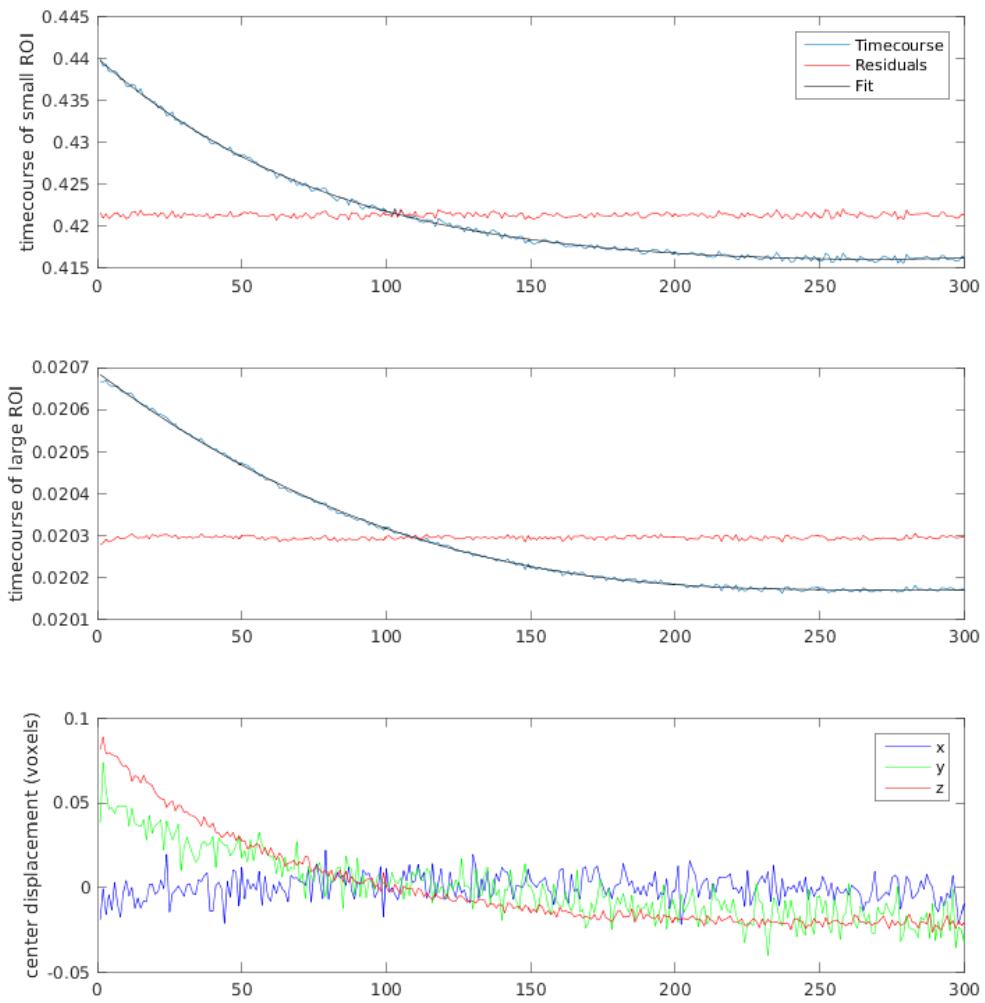 0.445
0.44
0.435
0.43
0.425
0.42
0.415
timecourse of small ROI
Timecourse
Residuals
Fit
0 50 100 150 200 250 300
0.0207
0.0206
0.0205
0.0204
0.0203
0.0202
0.0201
timecourse of large ROI
0 50 100 150 200 250 300
0.1
0.05
0
-0.05
center displacement (voxels)
x
y
z
0 50 100 150 200 250 300